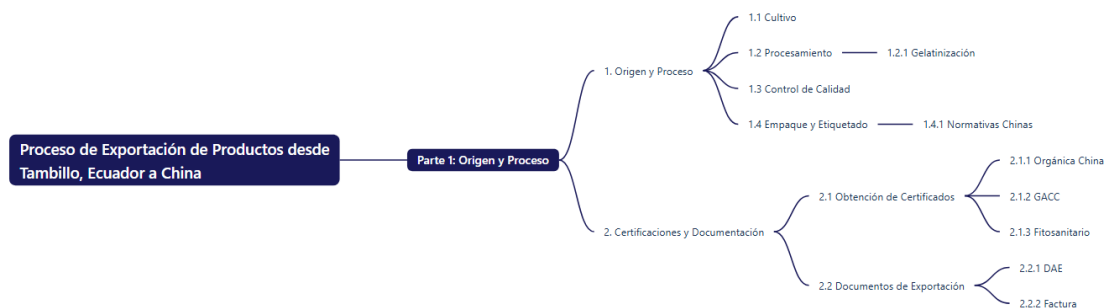 Proceso de Exportación de Productos desde
Tambillo, Ecuador a China
Parte 1: Origen y Proceso
1. Origen y Proceso
1.1 Cultivo
1.2 Procesamiento
1.2.1 Gelatinización
1.3 Control de Calidad
1.4 Empaque y Etiquetado
1.4.1 Normativas Chinas
2. Certificaciones y Documentación
2.1 Obtención de Certificados
2.1.1 Orgánica China
2.1.2 GACC
2.1.3 Fitosanitario
2.2 Documentos de Exportación
2.2.1 DAE
2.2.2 Factura